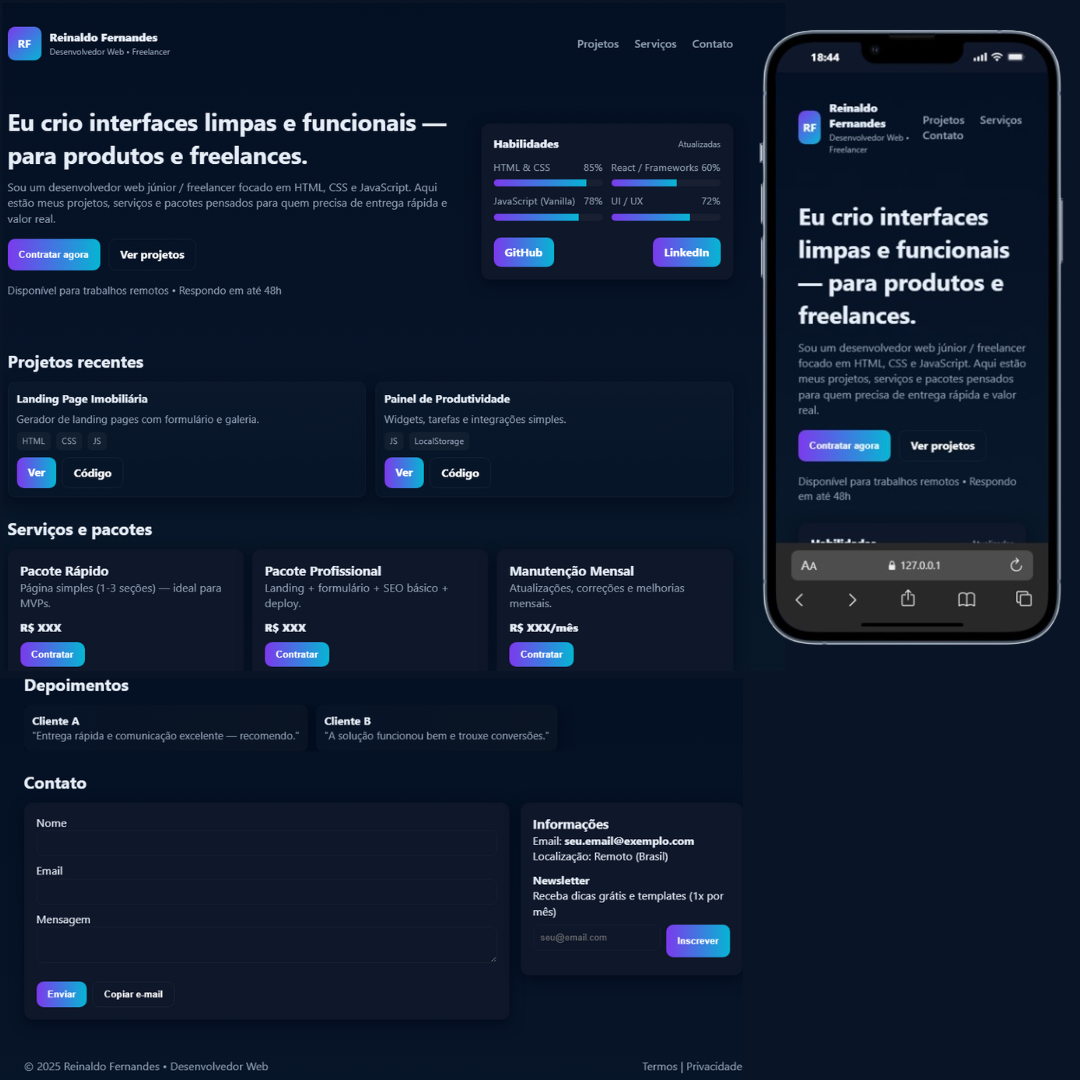 RF
Reinaldo Fernandes
Desenvolvedor Web • Freelancer
Projetos Serviços Contato
Eu crio interfaces limpas e funcionais —
para produtos e freelances.
Sou um desenvolvedor web júnior / freelancer focado em HTML, CSS e JavaScript. Aqui
estão meus projetos, serviços e pacotes pensados para quem precisa de entrega rápida e
valor real.
Contratar agora Ver projetos
Disponível para trabalhos remotos • Respondo em até 48h
Habilidades Atualizadas
HTML & CSS 85% React / Frameworks 60%
JavaScript (Vanilla) 78% UI / UX 72%
GitHub LinkedIn
Projetos recentes
Landing Page Imobiliária
Gerador de landing pages com formulário e galeria.
HTML CSS JS
Ver Código
Painel de Produtividade
Widgets, tarefas e integrações simples.
JS LocalStorage
Ver Código
Serviços e pacotes
Pacote Rápido
Página simples (1-3 seções) — ideal para
MVPs.
R$ XXX
Contratar
Pacote Profissional
Landing + formulário + SEO básico +
deploy.
R$ XXX
Contratar
Manutenção Mensal
Atualizações, correções e melhorias
mensais.
R$ XXX/mês
Contratar
Depoimentos
Cliente A
"Entrega rápida e comunicação excelente — recomendo."
Cliente B
"A solução funcionou bem e trouxe conversões."
Contato
Nome
Email
Mensagem
Enviar Copiar e-mail
Informações
Email: seu.email@exemplo.com
Localização: Remoto (Brasil)
Newsletter
Receba dicas grátis e templates (1x por
mês)
seu@email.com Inscrever
© 2025 Reinaldo Fernandes • Desenvolvedor Web
Termos | Privacidade
18:44
RF
Reinaldo
Fernandes
Desenvolvedor Web •
Freelancer
Projetos Serviços
Contato
Eu crio interfaces
limpas e funcionais
— para produtos e
freelances.
Sou um desenvolvedor web júnior / freelancer
focado em HTML, CSS e JavaScript. Aqui estão
meus projetos, serviços e pacotes pensados
para quem precisa de entrega rápida e valor
real.
Contratar agora Ver projetos
Disponível para trabalhos remotos • Respondo
em até 48h
Habilidades Atualizadas
AA 127.0.0.1